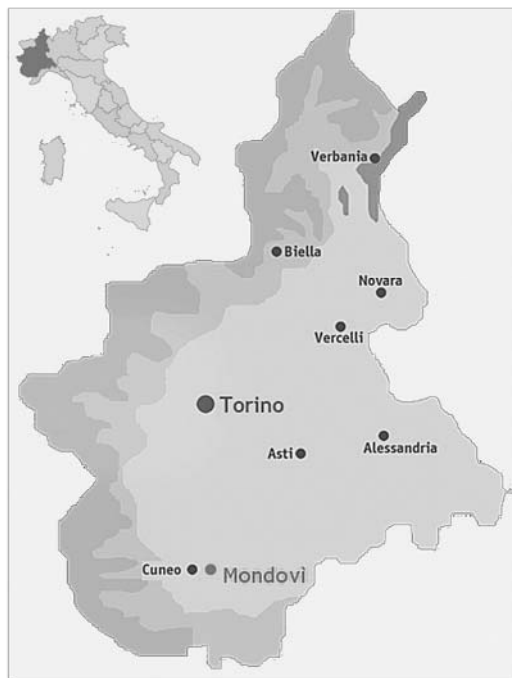 Verbania
Biella
Novara
Vercelli
Torino
Asti
Alessandria
Cuneo
Mondovì